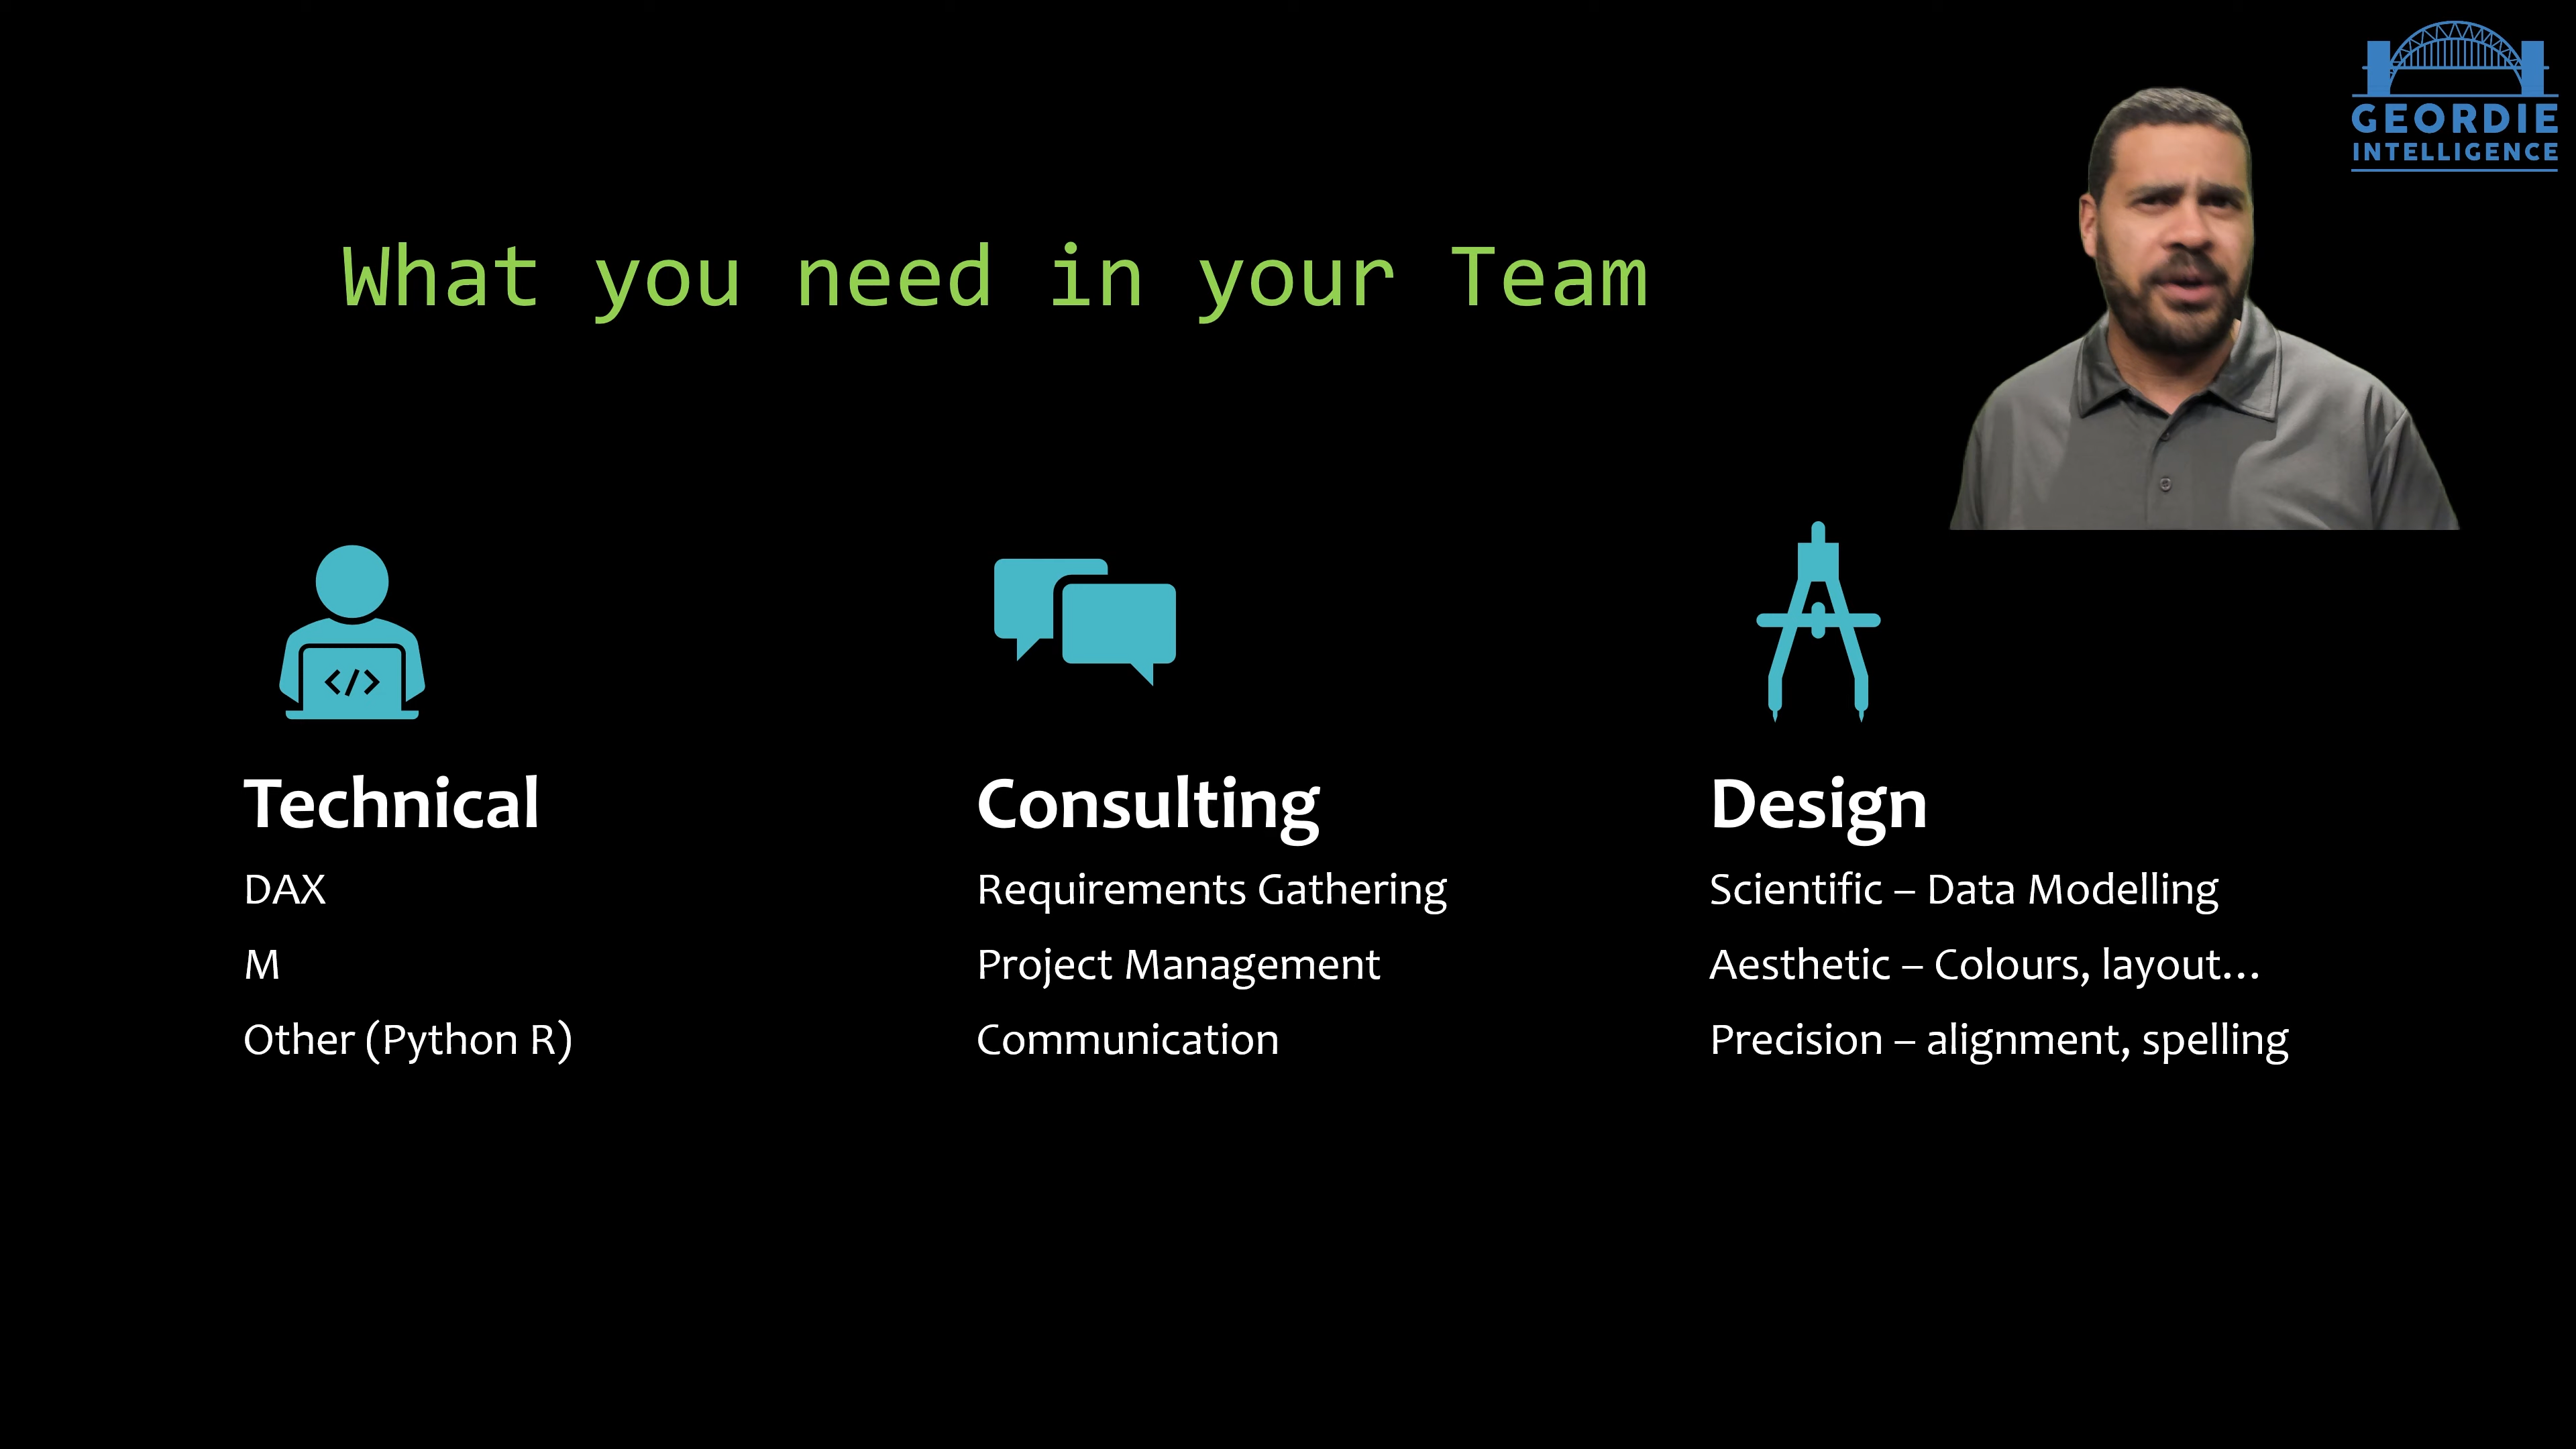 GEORDIE
INTELLIGENCE
What you need in your Team
</>
Technical
DAX
M
Other (Python R)
Consulting
Requirements Gathering
Project Management
Communication
Design
Scientific – Data Modelling
Aesthetic – Colours, layout...
Precision – alignment, spelling